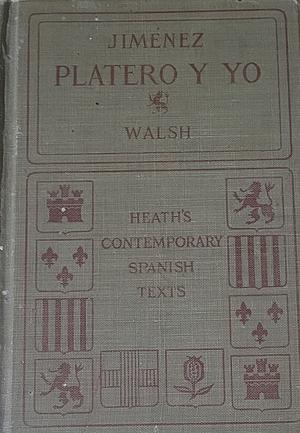 JIMÉNEZ
PLATERO Y YO
WALSH
HEATH'S
CONTEMPORARY
SPANISH
TEXTS